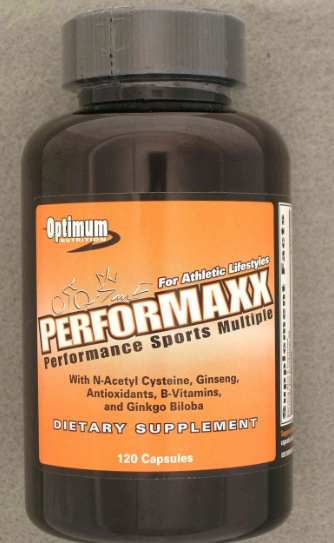 Optimum
NUTRITION
For Athletic Lifestyles
PERFORMAXX
Performance Sports Multiple
With N-Acetyl Cysteine, Ginseng,
Antioxidants, B-Vitamins,
and Ginkgo Biloba
DIETARY SUPPLEMENT
120 Capsules
Supplement Facts